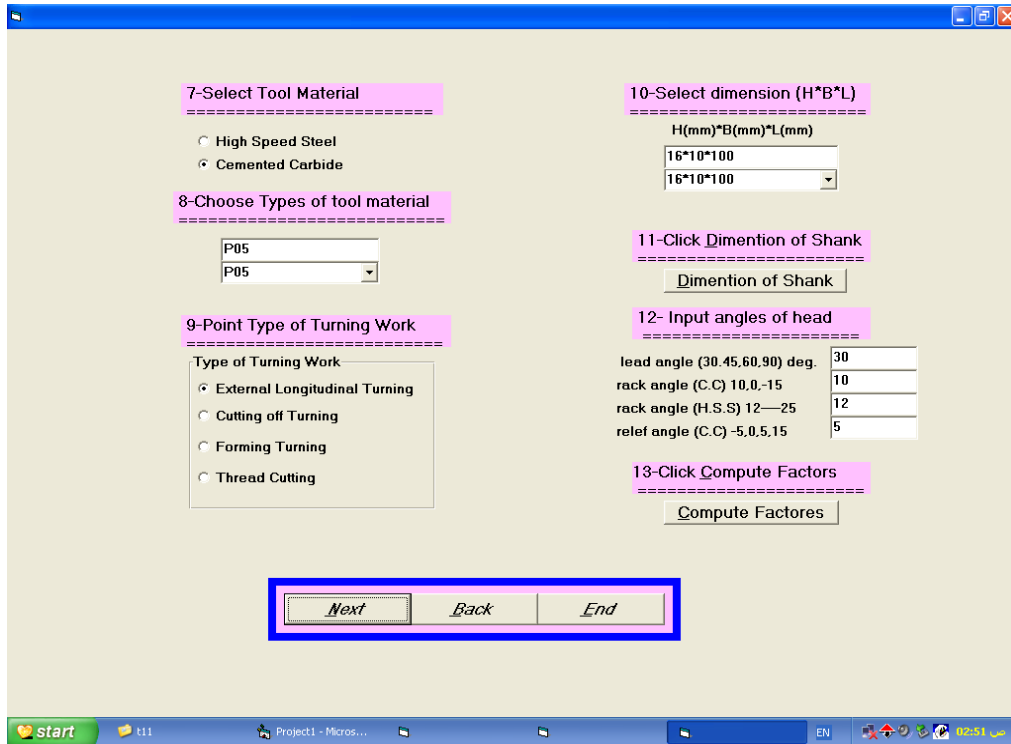 7-Select Tool Material
=======================
High Speed Steel
Cemented Carbide
8-Choose Types of tool material
=========================
P05
P05
9-Point Type of Turning Work
========================
Type of Turning Work
External Longitudinal Turning
Cutting off Turning
Forming Turning
Thread Cutting
10-Select dimension (H*B*L)
======================
H(mm)*B(mm)*L(mm)
16*10*100
16*10*100
11-Click Dimention of Shank
=====================
Dimention of Shank
12- Input angles of head
====================
lead angle (30.45,60,90) deg. 30
rack angle (C.C) 10,0,-15 10
rack angle (H.S.S) 12----25 12
relef angle (C.C) -5,0,5,15 5
13-Click Compute Factors
=====================
Compute Factores
Next Back End
start t11 Project1 - Micros... EN 02:51 ص